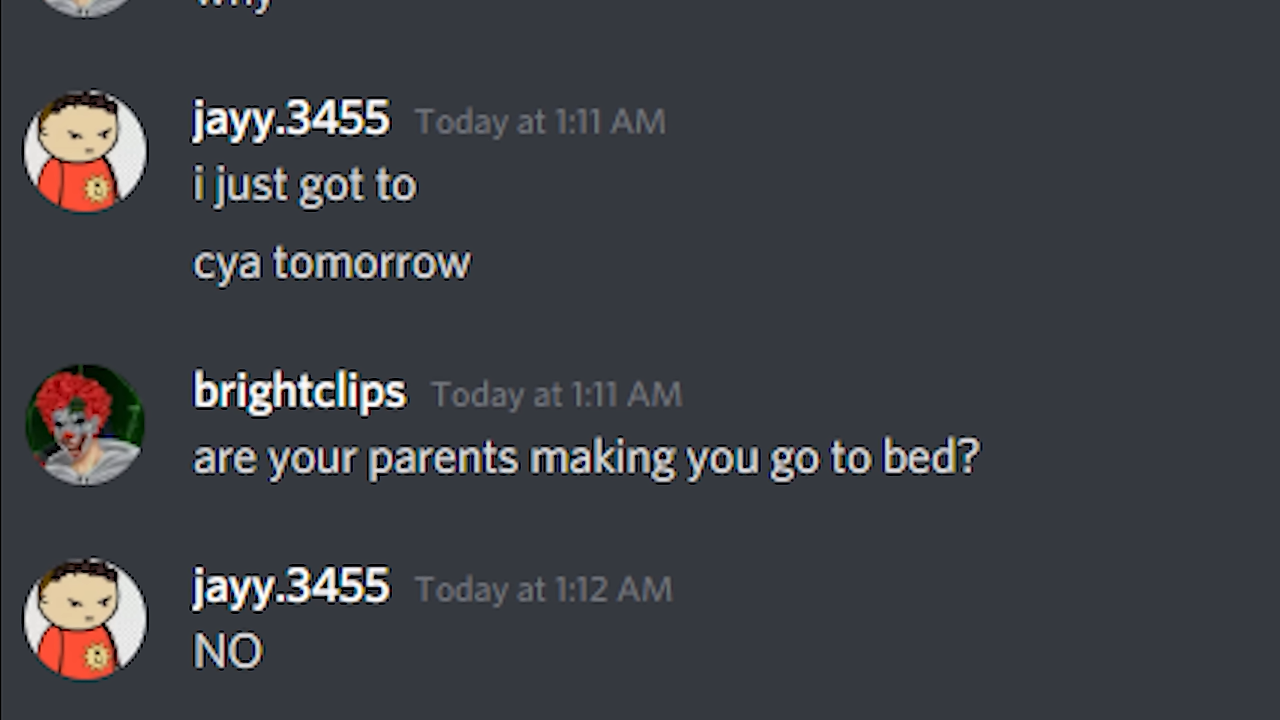 why
jayy.3455 Today at 1:11 AM
i just got to
cya tomorrow
brightclips Today at 1:11 AM
are your parents making you go to bed?
jayy.3455 Today at 1:12 AM
NO